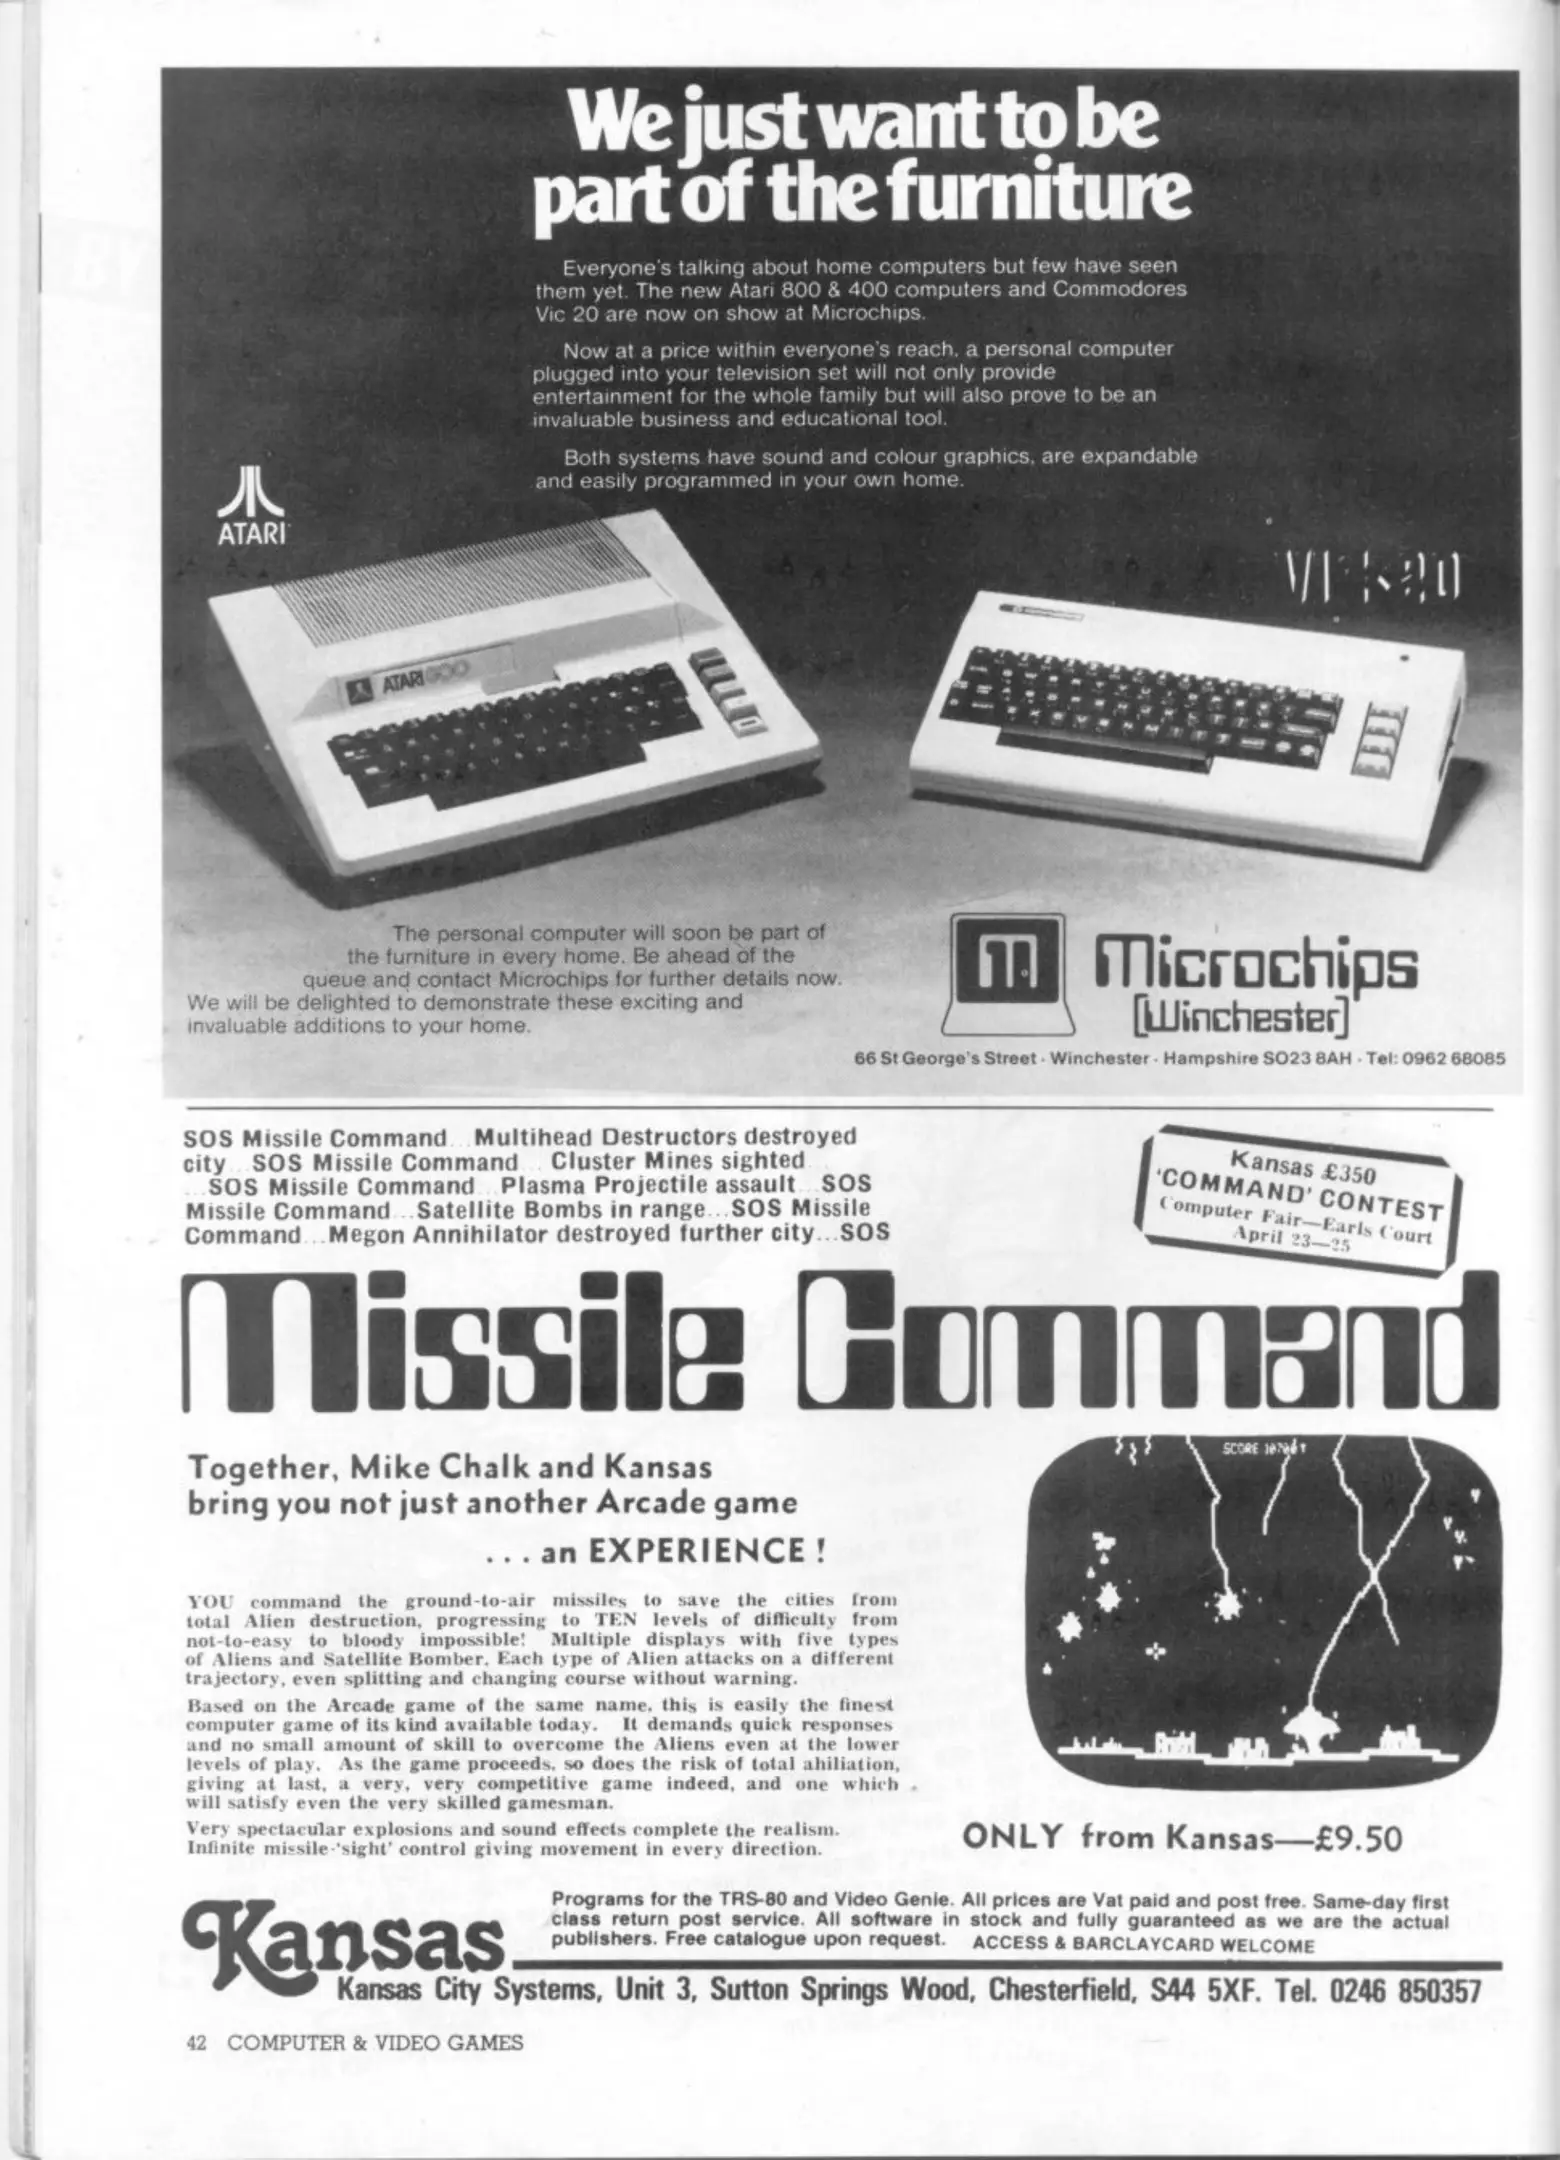 We just want to be
part of the furniture
Everyone's talking about home computers but few have seen
them yet. The new Atari 800 & 400 computers and Commodores
Vic 20 are now on show at Microchips.
Now at a price within everyone's reach, a personal computer
plugged into your television set will not only provide
entertainment for the whole family but will also prove to be an
invaluable business and educational tool.
Both systems have sound and colour graphics, are expandable
and easily programmed in your own home.
ATARI
ATARI 800
The personal computer will soon be part of
the furniture in every home. Be ahead of the
queue and contact Microchips for further details now.
We will be delighted to demonstrate these exciting and
invaluable additions to your home.
Microchips
[Winchester]
66 St George's Street · Winchester · Hampshire SO23 8AH · Tel: 0962 68085
SOS Missile Command...Multihead Destructors destroyed
city...SOS Missile Command...Cluster Mines sighted
...SOS Missile Command...Plasma Projectile assault...SOS
Missile Command...Satellite Bombs in range...SOS Missile
Command...Megon Annihilator destroyed further city...SOS
Kansas £350
'COMMAND' CONTEST
Computer Fair—Earls Court
April 23—25
Missile Command
Together, Mike Chalk and Kansas
bring you not just another Arcade game
... an EXPERIENCE !
SCORE
YOU command the ground-to-air missiles to save the cities from
total Alien destruction, progressing to TEN levels of difficulty from
not-to-easy to bloody impossible! Multiple displays with five types
of Aliens and Satellite Bomber. Each type of Alien attacks on a different
trajectory, even splitting and changing course without warning.
Based on the Arcade game of the same name, this is easily the finest
computer game of its kind available today. It demands quick responses
and no small amount of skill to overcome the Aliens even at the lower
levels of play. As the game proceeds, so does the risk of total ahiliation,
giving at last, a very, very competitive game indeed, and one which
will satisfy even the very skilled gamesman.
Very spectacular explosions and sound effects complete the realism.
Infinite missile-'sight' control giving movement in every direction.
ONLY from Kansas—£9.50
Kansas
Programs for the TRS-80 and Video Genie. All prices are Vat paid and post free. Same-day first
class return post service. All software in stock and fully guaranteed as we are the actual
publishers. Free catalogue upon request. ACCESS & BARCLAYCARD WELCOME
Kansas City Systems, Unit 3, Sutton Springs Wood, Chesterfield, S44 5XF. Tel. 0246 850357
42 COMPUTER & VIDEO GAMES